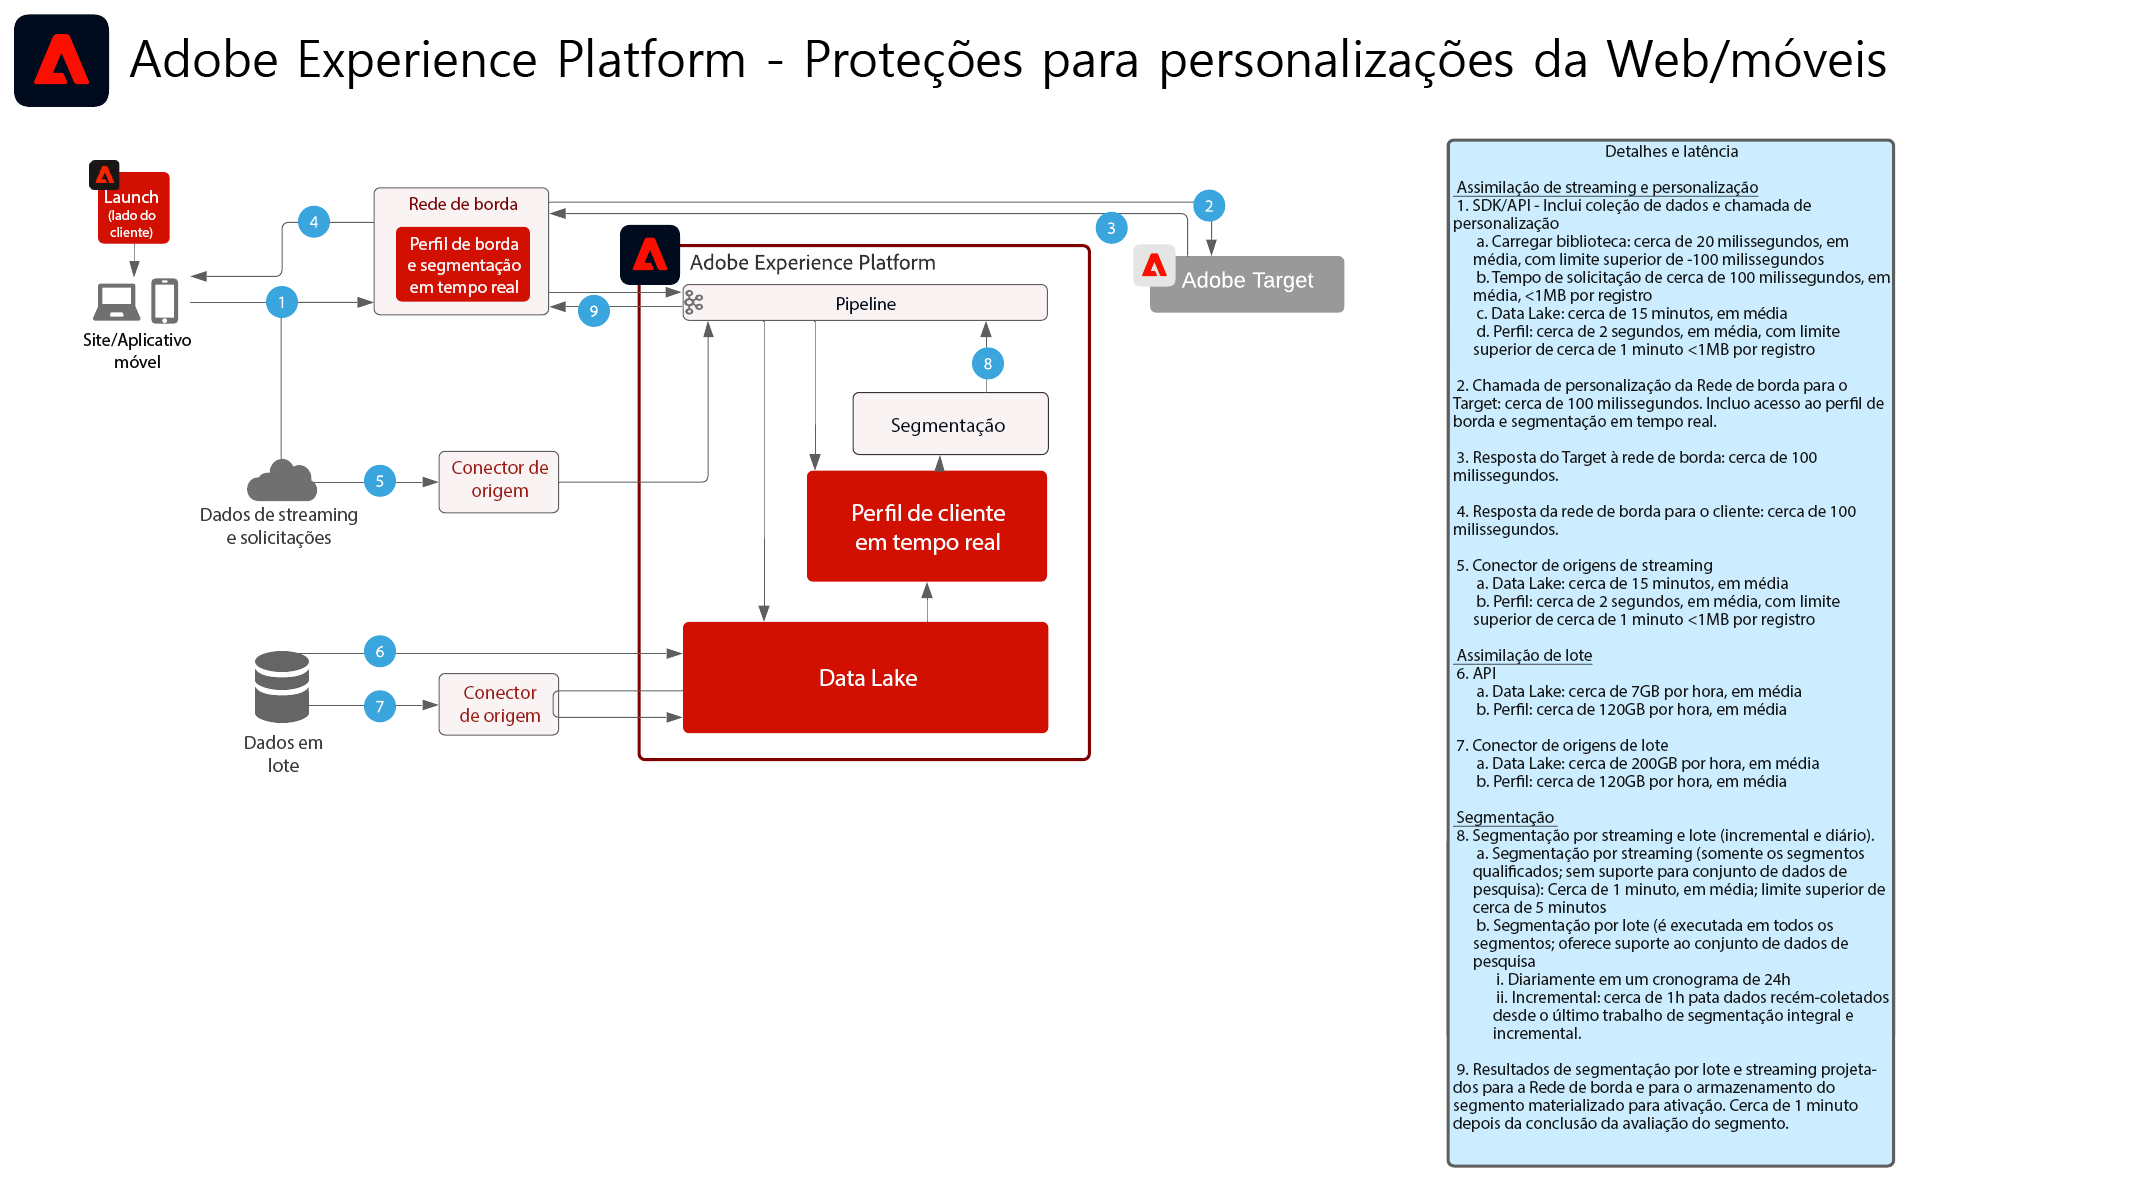 Adobe Experience Platform - Proteções para personalizações da Web/móveis
Launch
(lado do
cliente)
Site/Aplicativo
móvel
4
1
Rede de borda
Perfil de borda
e segmentação
em tempo real
2
3
9
Adobe Target
Adobe Experience Platform
Pipeline
8
Segmentação
Perfil de cliente
em tempo real
Data Lake
5
Conector de
origem
Dados de streaming
e solicitações
6
7
Conector
de origem
Dados em
lote
Detalhes e latência
Assimilação de streaming e personalização
1. SDK/API - Inclui coleção de dados e chamada de
personalização
a. Carregar biblioteca: cerca de 20 milissegundos, em
média, com limite superior de -100 milissegundos
b. Tempo de solicitação de cerca de 100 milissegundos, em
média, <1MB por registro
c. Data Lake: cerca de 15 minutos, em média
d. Perfil: cerca de 2 segundos, em média, com limite
superior de cerca de 1 minuto <1MB por registro
2. Chamada de personalização da Rede de borda para o
Target: cerca de 100 milissegundos. Incluo acesso ao perfil de
borda e segmentação em tempo real.
3. Resposta do Target à rede de borda: cerca de 100
milissegundos.
4. Resposta da rede de borda para o cliente: cerca de 100
milissegundos.
5. Conector de origens de streaming
a. Data Lake: cerca de 15 minutos, em média
b. Perfil: cerca de 2 segundos, em média, com limite
superior de cerca de 1 minuto <1MB por registro
Assimilação de lote
6. API
a. Data Lake: cerca de 7GB por hora, em média
b. Perfil: cerca de 120GB por hora, em média
7. Conector de origens de lote
a. Data Lake: cerca de 200GB por hora, em média
b. Perfil: cerca de 120GB por hora, em média
Segmentação
8. Segmentação por streaming e lote (incremental e diário).
a. Segmentação por streaming (somente os segmentos
qualificados; sem suporte para conjunto de dados de
pesquisa): Cerca de 1 minuto, em média; limite superior de
cerca de 5 minutos
b. Segmentação por lote (é executada em todos os
segmentos; oferece suporte ao conjunto de dados de
pesquisa
i. Diariamente em um cronograma de 24h
ii. Incremental: cerca de 1h pata dados recém-coletados
desde o último trabalho de segmentação integral e
incremental.
9. Resultados de segmentação por lote e streaming projeta-
dos para a Rede de borda e para o armazenamento do
segmento materializado para ativação. Cerca de 1 minuto
depois da conclusão da avaliação do segmento.